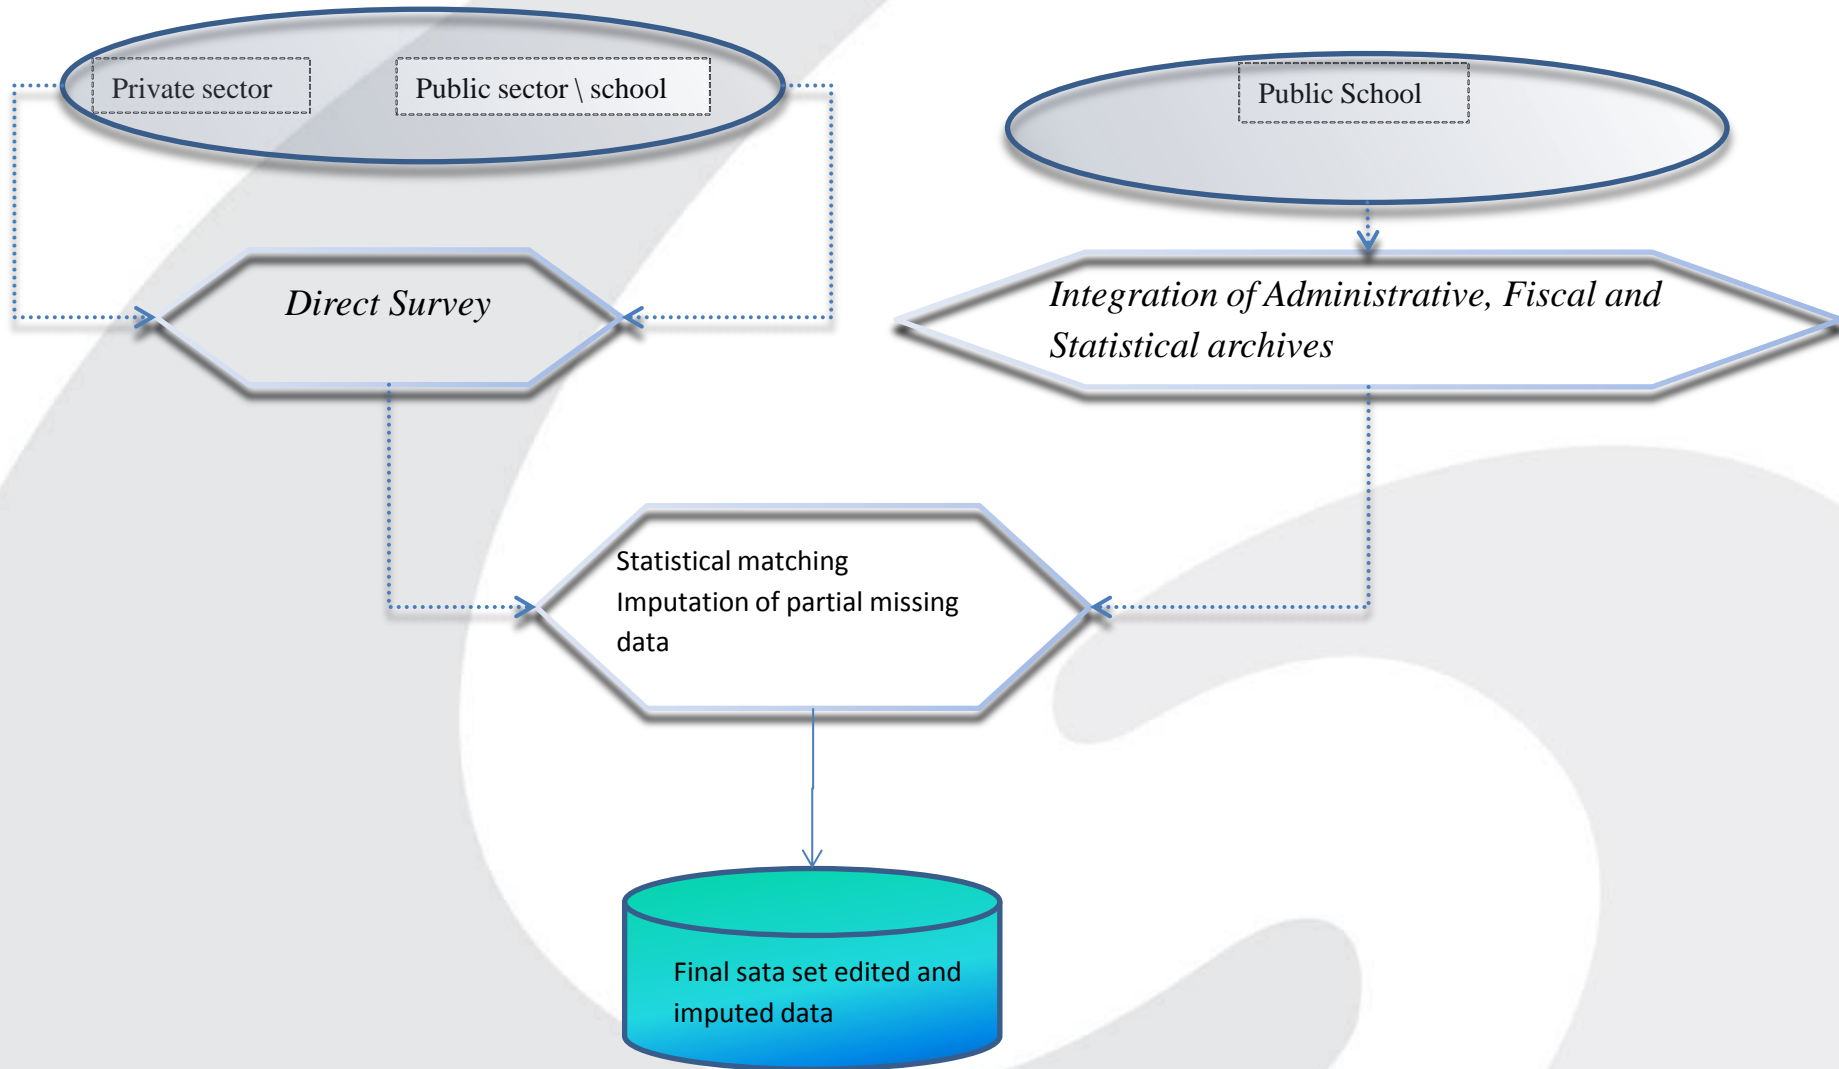 Private sector
Public sector \ school
Public School
Direct Survey
Integration of Administrative, Fiscal and
Statistical archives
Statistical matching
Imputation of partial missing
data
Final sata set edited and
imputed data